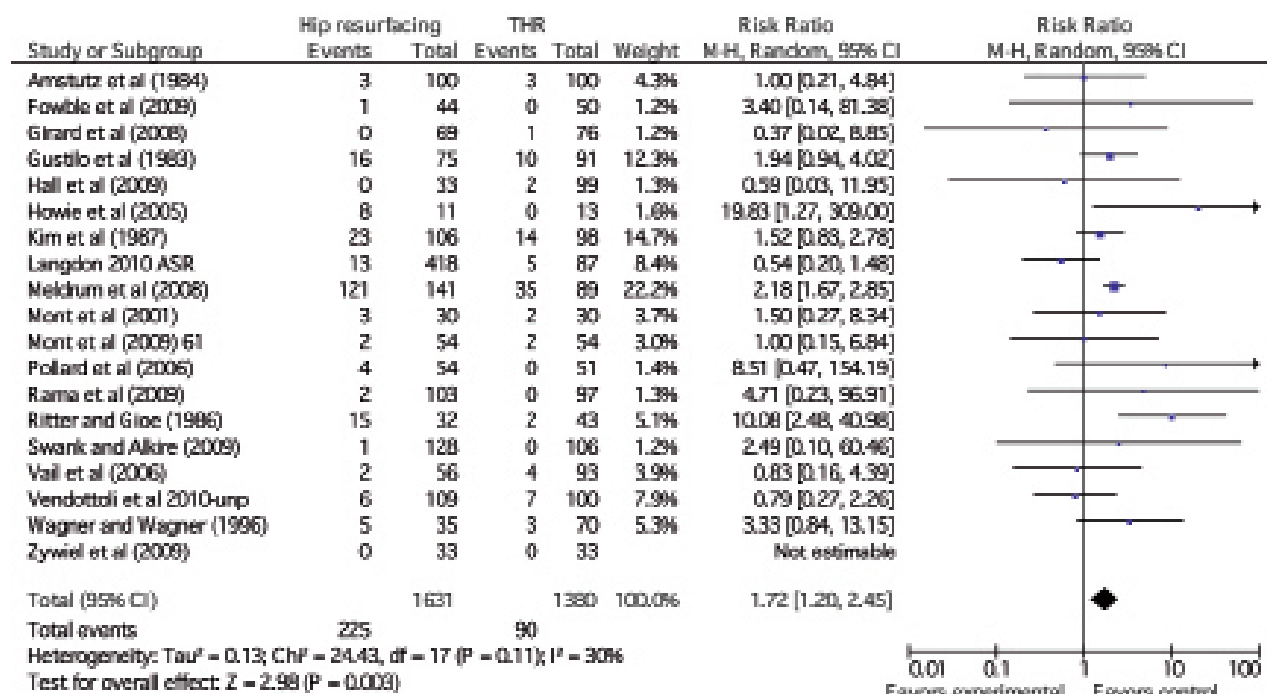 Hip resurfacing THR Risk Ratio Risk Ratio
Study or Subgroup Events Total Events Total Weight M-H, Random, 95% CI M-H, Random, 95% CI
Amstutz et al (1984) 3 100 3 100 4.3% 1.00 [0.21, 4.84]
Fowble et al (2009) 1 44 0 50 1.2% 3.40 [0.14, 81.38]
Girard et al (2008) 0 69 1 76 1.2% 0.37 [0.02, 8.85]
Gustilo et al (1983) 16 75 10 91 12.3% 1.94 [0.94, 4.02]
Hall et al (2009) 0 33 2 99 1.3% 0.59 [0.03, 11.95]
Howie et al (2005) 8 11 0 13 1.6% 19.83 [1.27, 309.00]
Kim et al (1987) 23 106 14 98 14.7% 1.52 [0.83, 2.78]
Langdon 2010 ASR 13 418 5 87 8.4% 0.54 [0.20, 1.48]
Meldrum et al (2008) 121 141 35 89 22.2% 2.18 [1.67, 2.85]
Mont et al (2001) 3 30 2 30 3.7% 1.50 [0.27, 8.34]
Mont et al (2009) 61 2 54 2 54 3.0% 1.00 [0.15, 6.84]
Pollard et al (2006) 4 54 0 51 1.4% 8.51 [0.47, 154.19]
Rama et al (2009) 2 103 0 97 1.3% 4.71 [0.23, 96.91]
Ritter and Gioe (1986) 15 32 2 43 5.1% 10.08 [2.48, 40.98]
Swank and Alkire (2009) 1 128 0 106 1.2% 2.49 [0.10, 60.46]
Vail et al (2006) 2 56 4 93 3.9% 0.83 [0.16, 4.39]
Vendottoli et al 2010-unp 6 109 7 100 7.9% 0.79 [0.27, 2.26]
Wagner and Wagner (1996) 5 35 3 70 5.3% 3.33 [0.84, 13.15]
Zywiel et al (2009) 0 33 0 33 Not estimable
Total (95% CI) 1631 1380 100.0% 1.72 [1.20, 2.45]
Total events 225 90
Heterogeneity: Tau² = 0.13; Chi² = 24.43, df = 17 (P = 0.11); I² = 30%
Test for overall effect: Z = 2.98 (P = 0.003)
0.01 0.1 1 10 100
Favors experimental Favors control